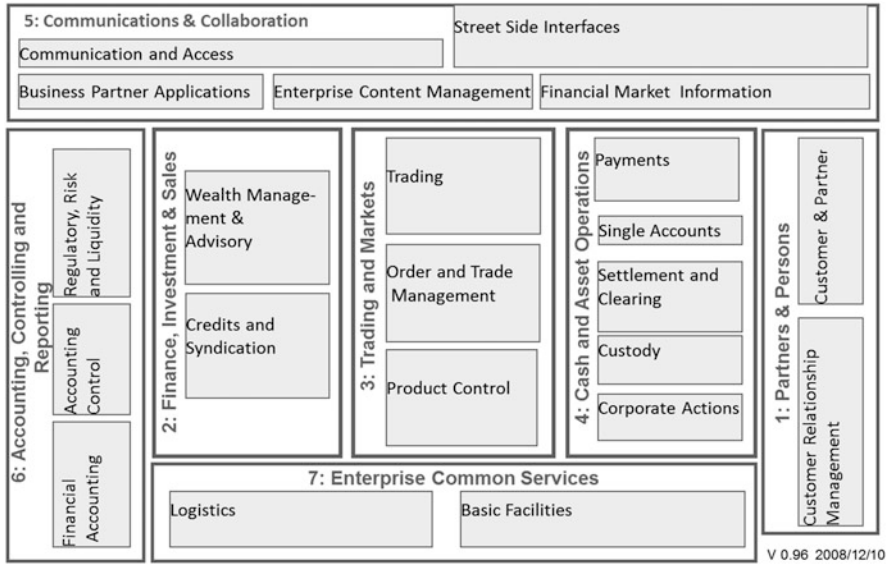 5: Communications & Collaboration
Street Side Interfaces
Communication and Access
Business Partner Applications
Enterprise Content Management
Financial Market Information
6: Accounting, Controlling and
Reporting
Regulatory, Risk
and Liquidity
Accounting
Control
Financial
Accounting
2: Finance, Investment & Sales
Wealth Manage-
ment &
Advisory
Credits and
Syndication
3: Trading and Markets
Trading
Order and Trade
Management
Product Control
4: Cash and Asset Operations
Payments
Single Accounts
Settlement and
Clearing
Custody
Corporate Actions
1: Partners & Persons
Customer & Partner
Customer Relationship
Management
7: Enterprise Common Services
Logistics
Basic Facilities
V 0.96 2008/12/10